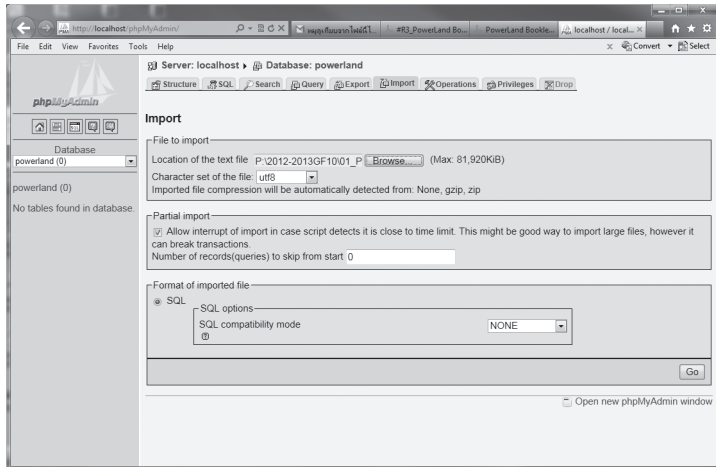 http://localhost/phpMyAdmin/
#R3_PowerLand Bo...
PowerLand Bookle...
localhost / local...
File Edit View Favorites Tools Help
Convert
Select
phpMyAdmin
Database
powerland (0)
powerland (0)
No tables found in database.
Server: localhost ▸ Database: powerland
Structure SQL Search Query Export Import Operations Privileges Drop
Import
File to import
Location of the text file P:\2012-2013GF10\01_P Browse... (Max: 81,920KiB)
Character set of the file: utf8
Imported file compression will be automatically detected from: None, gzip, zip
Partial import
Allow interrupt of import in case script detects it is close to time limit. This might be good way to import large files, however it
can break transactions.
Number of records(queries) to skip from start 0
Format of imported file
SQL
SQL options
SQL compatibility mode NONE
Go
Open new phpMyAdmin window